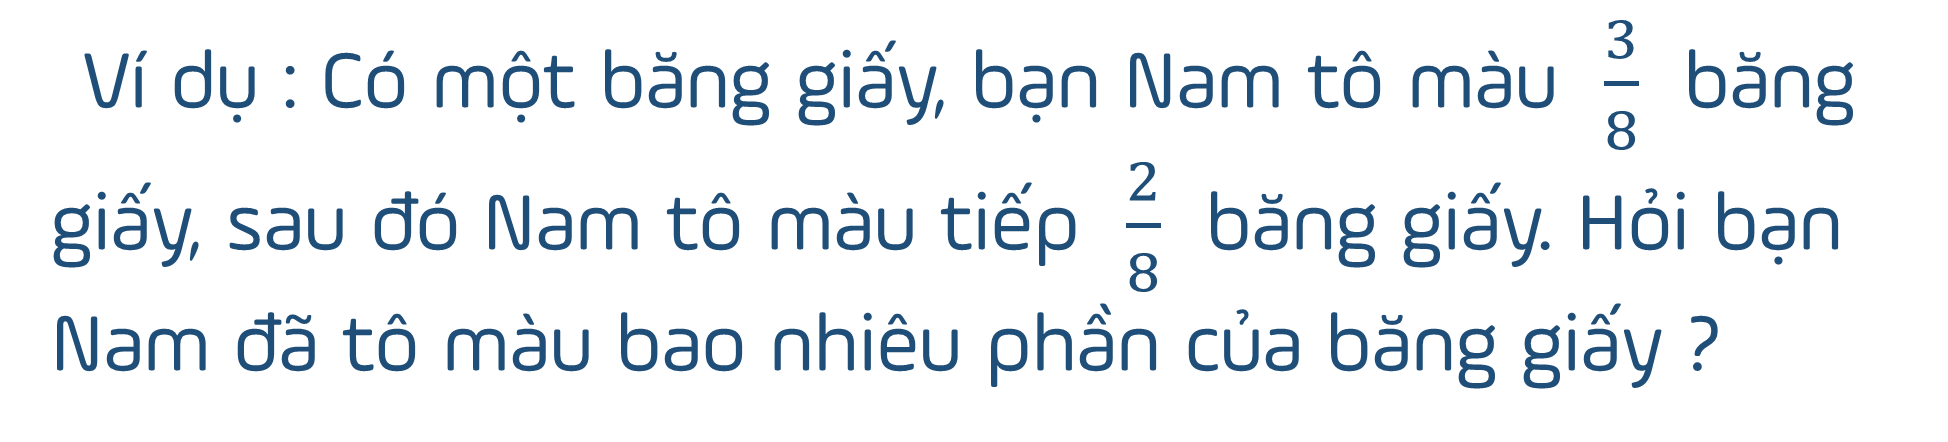 Ví dụ : Có một băng giấy, bạn Nam tô màu 3/8 băng
giấy, sau đó Nam tô màu tiếp 2/8 băng giấy. Hỏi bạn
Nam đã tô màu bao nhiêu phần của băng giấy ?